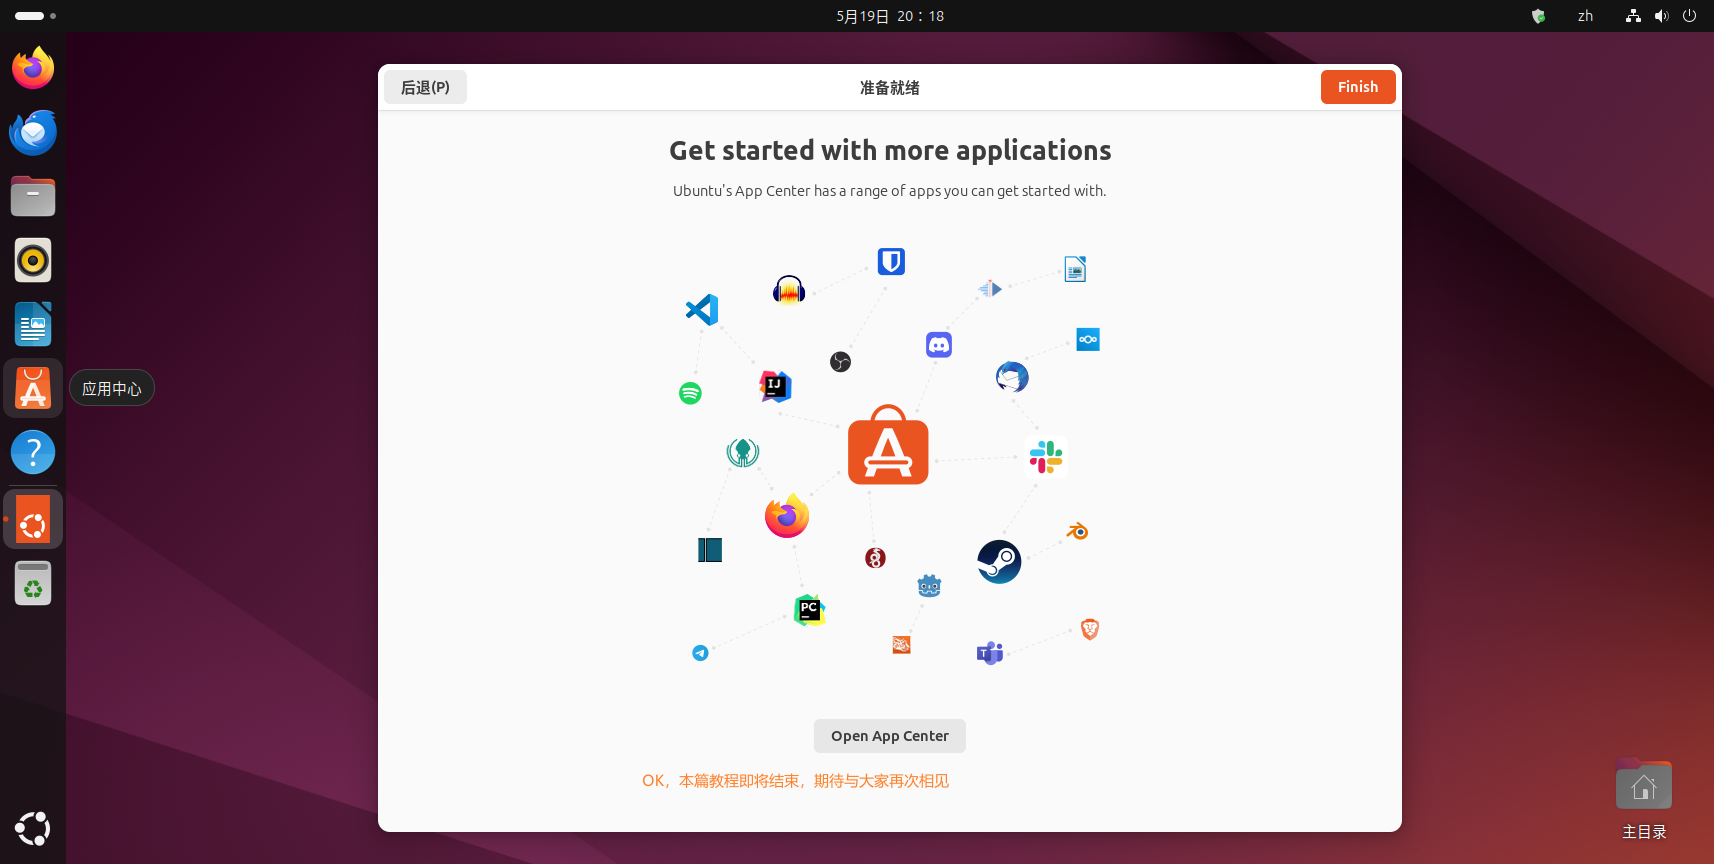 5月19日 20：18
zh
后退(P)
准备就绪
Finish
Get started with more applications
Ubuntu's App Center has a range of apps you can get started with.
应用中心
IJ
PC
T
Open App Center
OK，本篇教程即将结束，期待与大家再次相见
主目录